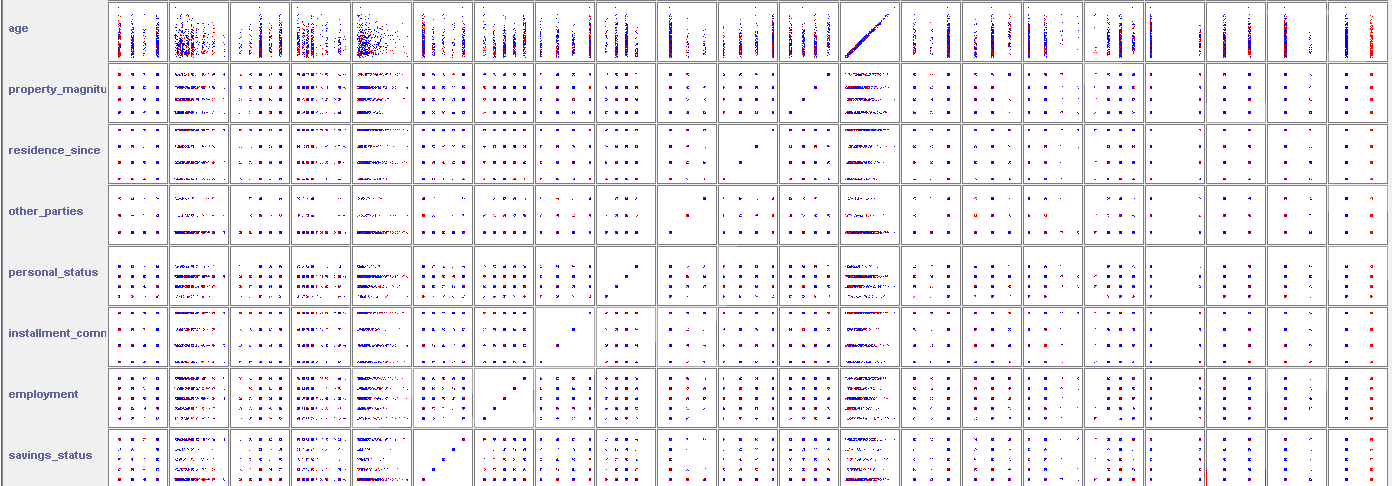 age
property_magnitu
residence_since
other_parties
personal_status
installment_comm
employment
savings_status